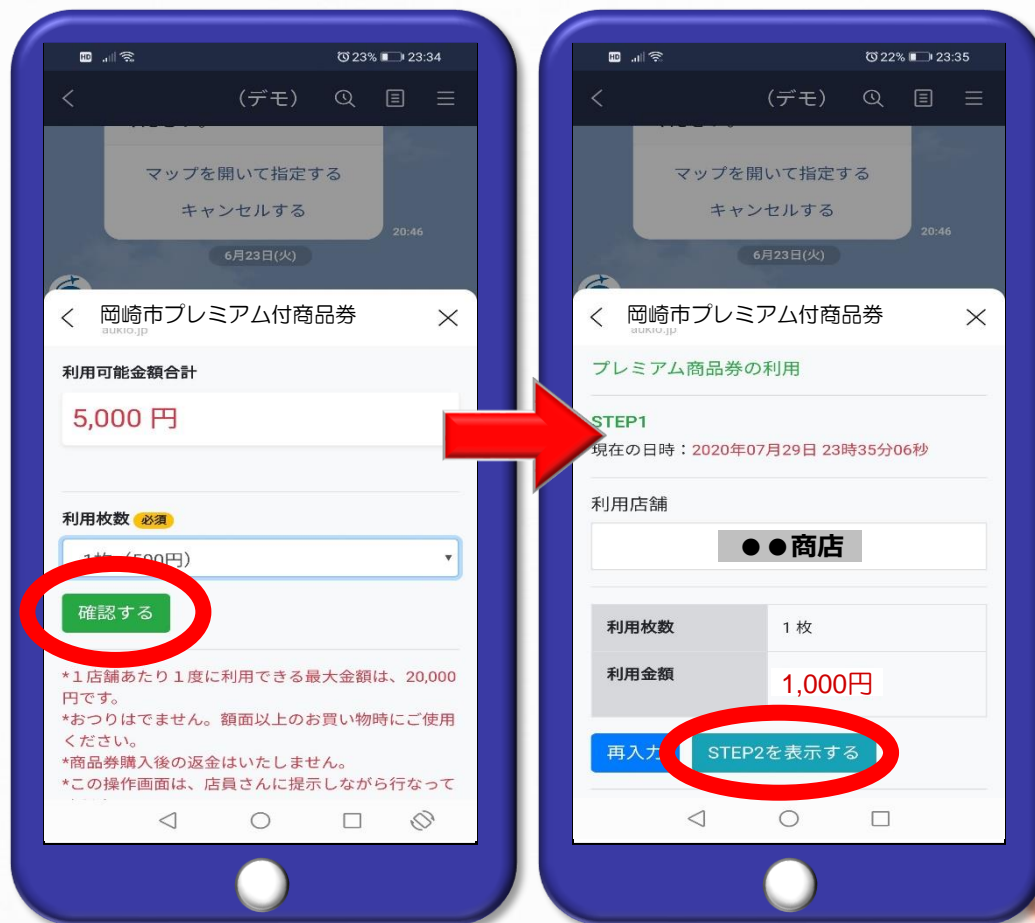 HD 23% 23:34
(デモ)
マップを開いて指定する
キャンセルする
20:46
6月23日(火)
岡崎市プレミアム付商品券
aukio.jp
利用可能金額合計
5,000 円
利用枚数 必須
1枚 (500円)
確認する
*1店舗あたり1度に利用できる最大金額は、20,000
円です。
*おつりはでません。額面以上のお買い物時にご使用
ください。
*商品券購入後の返金はいたしません。
*この操作画面は、店員さんに提示しながら行なって
HD 22% 23:35
(デモ)
マップを開いて指定する
キャンセルする
20:46
6月23日(火)
岡崎市プレミアム付商品券
aukio.jp
プレミアム商品券の利用
STEP1
現在の日時:2020年07月29日 23時35分06秒
利用店舗
●●商店
利用枚数 1 枚
利用金額 1,000円
再入力 STEP2を表示する